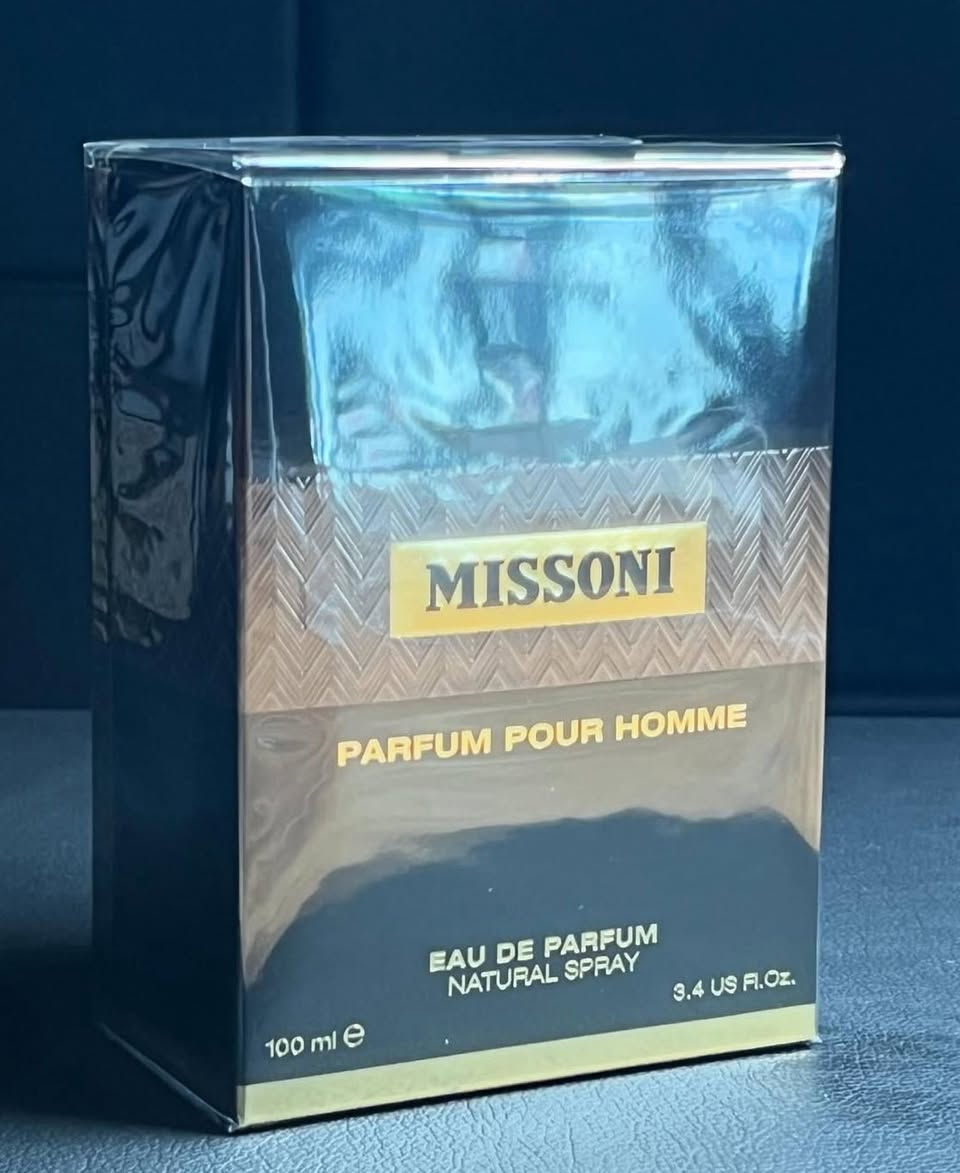 MISSONI
PARFUM POUR HOMME
EAU DE PARFUM
NATURAL SPRAY
3.4 US Fl.Oz.
100 ml ℮